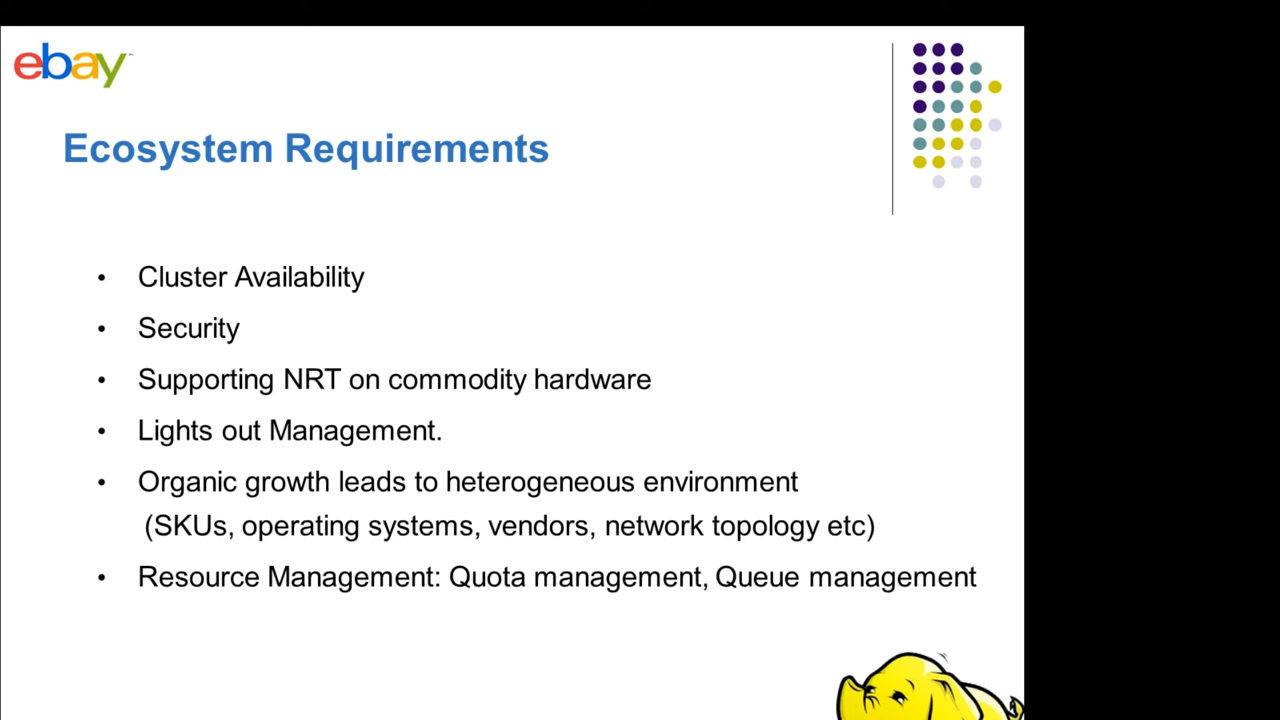 ebay™
Ecosystem Requirements
• Cluster Availability
• Security
• Supporting NRT on commodity hardware
• Lights out Management.
• Organic growth leads to heterogeneous environment
(SKUs, operating systems, vendors, network topology etc)
• Resource Management: Quota management, Queue management